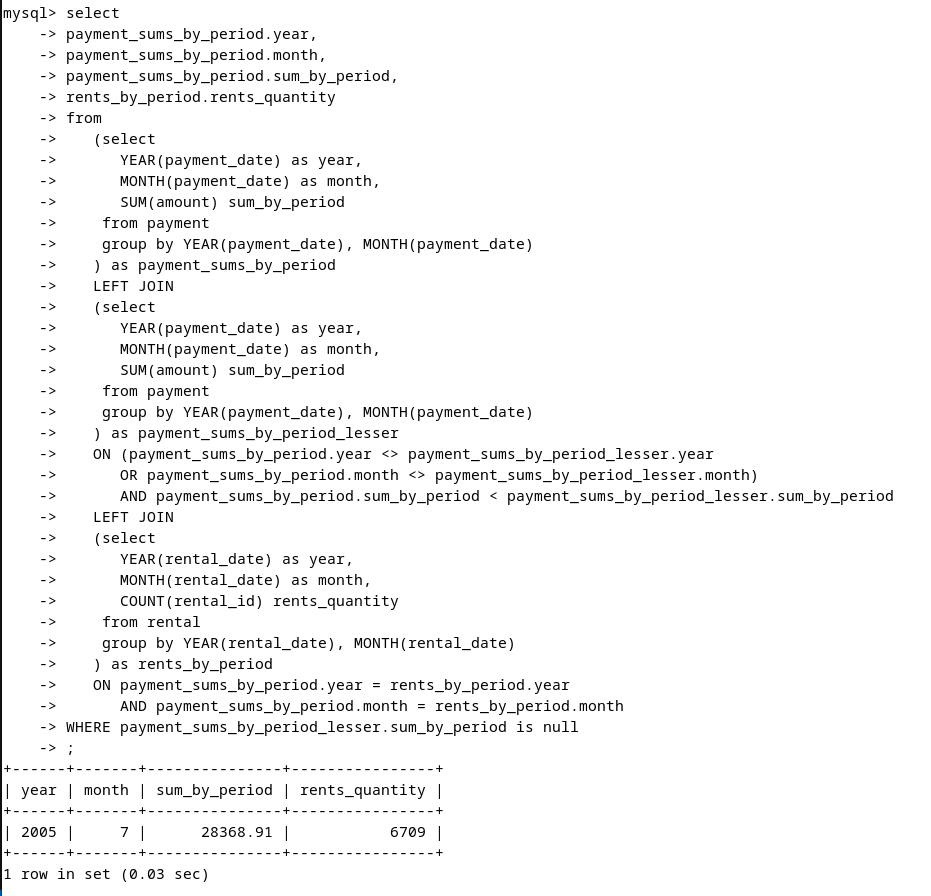 mysql> select
    -> payment_sums_by_period.year,
    -> payment_sums_by_period.month,
    -> payment_sums_by_period.sum_by_period,
    -> rents_by_period.rents_quantity
    -> from
    ->    (select
    ->       YEAR(payment_date) as year,
    ->       MONTH(payment_date) as month,
    ->       SUM(amount) sum_by_period
    ->     from payment
    ->     group by YEAR(payment_date), MONTH(payment_date)
    ->    ) as payment_sums_by_period
    ->    LEFT JOIN
    ->    (select
    ->       YEAR(payment_date) as year,
    ->       MONTH(payment_date) as month,
    ->       SUM(amount) sum_by_period
    ->     from payment
    ->     group by YEAR(payment_date), MONTH(payment_date)
    ->    ) as payment_sums_by_period_lesser
    ->    ON (payment_sums_by_period.year <> payment_sums_by_period_lesser.year
    ->       OR payment_sums_by_period.month <> payment_sums_by_period_lesser.month)
    ->       AND payment_sums_by_period.sum_by_period < payment_sums_by_period_lesser.sum_by_period
    ->    LEFT JOIN
    ->    (select
    ->       YEAR(rental_date) as year,
    ->       MONTH(rental_date) as month,
    ->       COUNT(rental_id) rents_quantity
    ->     from rental
    ->     group by YEAR(rental_date), MONTH(rental_date)
    ->    ) as rents_by_period
    ->    ON payment_sums_by_period.year = rents_by_period.year
    ->       AND payment_sums_by_period.month = rents_by_period.month
    -> WHERE payment_sums_by_period_lesser.sum_by_period is null
    -> ;
+------+-------+---------------+----------------+
| year | month | sum_by_period | rents_quantity |
+------+-------+---------------+----------------+
| 2005 |     7 |      28368.91 |           6709 |
+------+-------+---------------+----------------+
1 row in set (0.03 sec)